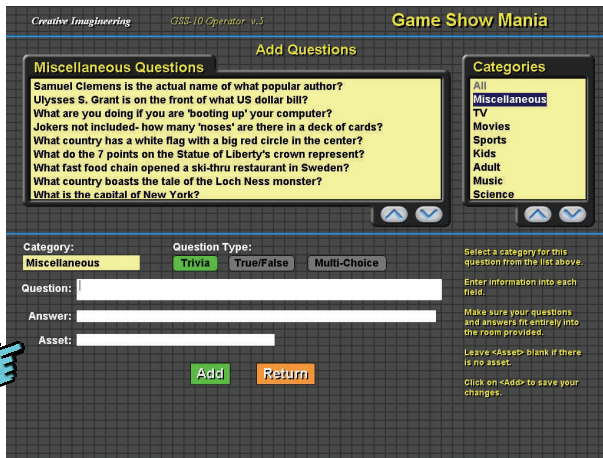 Creative Imagineering GSS-10 Operator v.5 Game Show Mania
Add Questions
Miscellaneous Questions
Samuel Clemens is the actual name of what popular author?
Ulysses S. Grant is on the front of what US dollar bill?
What are you doing if you are 'booting up' your computer?
Jokers not included- how many 'noses' are there in a deck of cards?
What country has a white flag with a big red circle in the center?
What do the 7 points on the Statue of Liberty's crown represent?
What fast food chain opened a ski-thru restaurant in Sweden?
What country boasts the tale of the Loch Ness monster?
What is the capital of New York?
Categories
All
Miscellaneous
TV
Movies
Sports
Kids
Adult
Music
Science
Category:
Miscellaneous
Question Type:
Trivia True/False Multi-Choice
Question:
Answer:
Asset:
Add Return
Select a category for this
question from the list above.
Enter information into each
field.
Make sure your questions
and answers fit entirely into
the room provided.
Leave <Asset> blank if there
is no asset.
Click on <Add> to save your
changes.